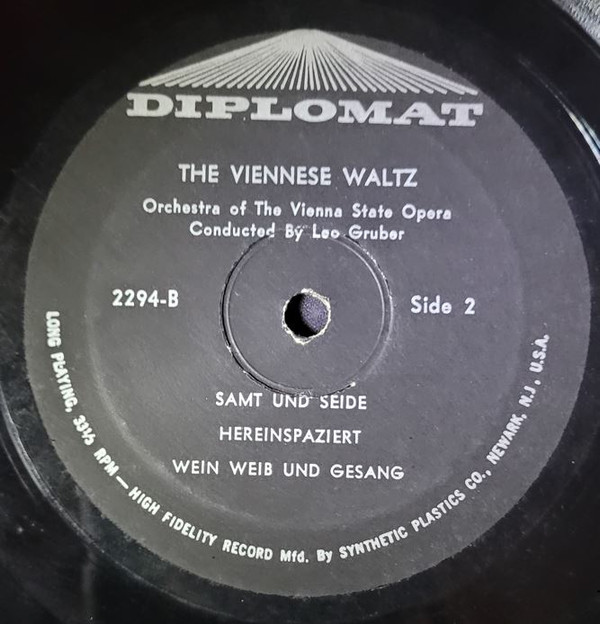 DIPLOMAT
THE VIENNESE WALTZ
Orchestra of The Vienna State Opera
Conducted By Leo Gruber
2294-B
Side 2
SAMT UND SEIDE
HEREINSPAZIERT
WEIN WEIB UND GESANG
LONG PLAYING, 33⅓ RPM — HIGH FIDELITY RECORD Mfd. By SYNTHETIC PLASTICS CO., NEWARK, N.J., U.S.A.